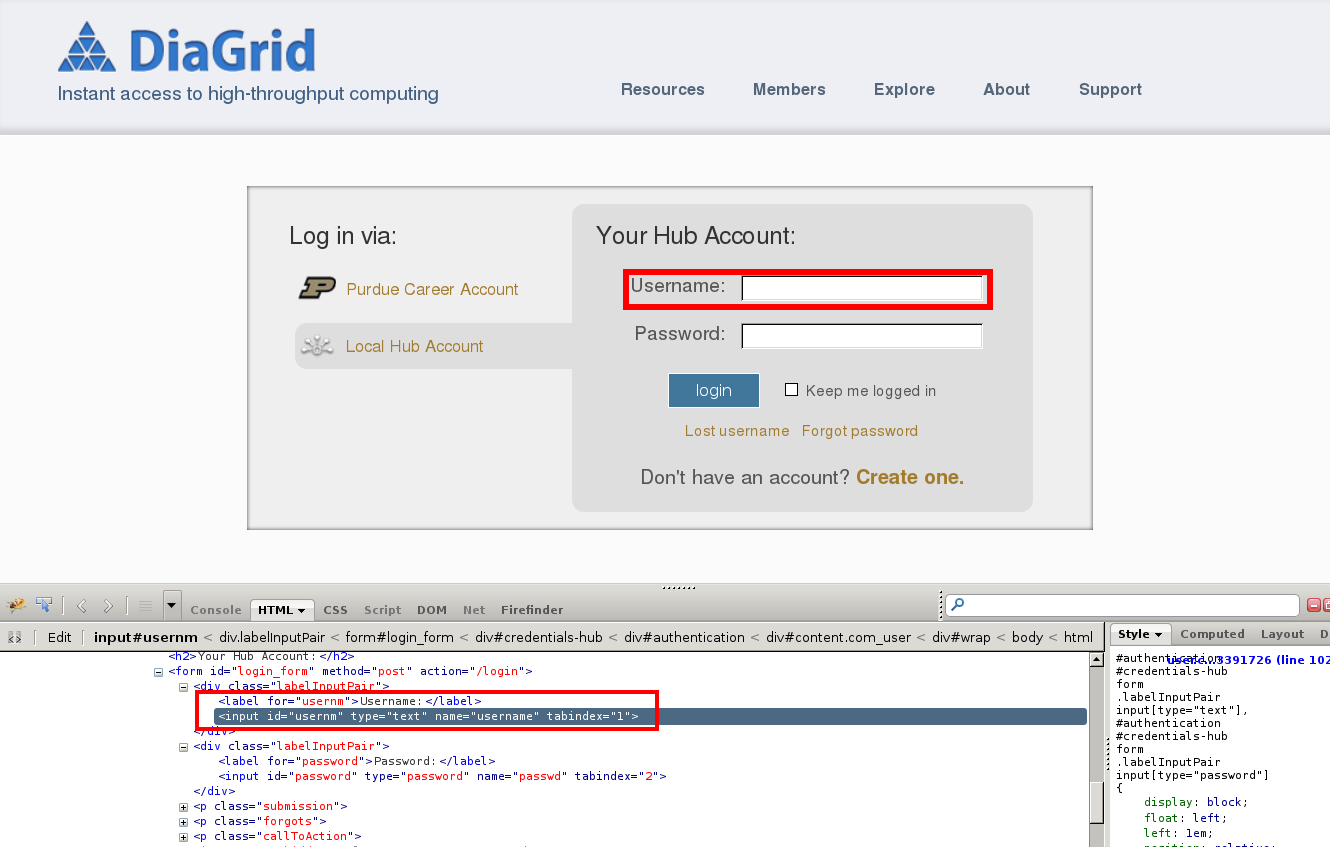 DiaGrid
Instant access to high-throughput computing
Resources Members Explore About Support
Log in via:
Purdue Career Account
Local Hub Account
Your Hub Account:
Username:
Password:
login Keep me logged in
Lost username Forgot password
Don't have an account? Create one.
Console HTML CSS Script DOM Net Firefinder
Edit input#usernm < div.labelInputPair < form#login_form < div#credentials-hub < div#authentication < div#content.com_user < div#wrap < body < html
<h2>Your Hub Account:</h2>
<form id="login_form" method="post" action="/login">
<div class="labelInputPair">
<label for="usernm">Username:</label>
<input id="usernm" type="text" name="username" tabindex="1">
</div>
<div class="labelInputPair">
<label for="password">Password:</label>
<input id="password" type="password" name="passwd" tabindex="2">
</div>
<p class="submission">
<p class="forgots">
<p class="callToAction">
Style Computed Layout D
#authentication
#credentials-hub
form
.labelInputPair
input[type="text"],
#authentication
#credentials-hub
form
.labelInputPair
input[type="password"]
{
display: block;
float: left;
left: 1em;
position: relative;